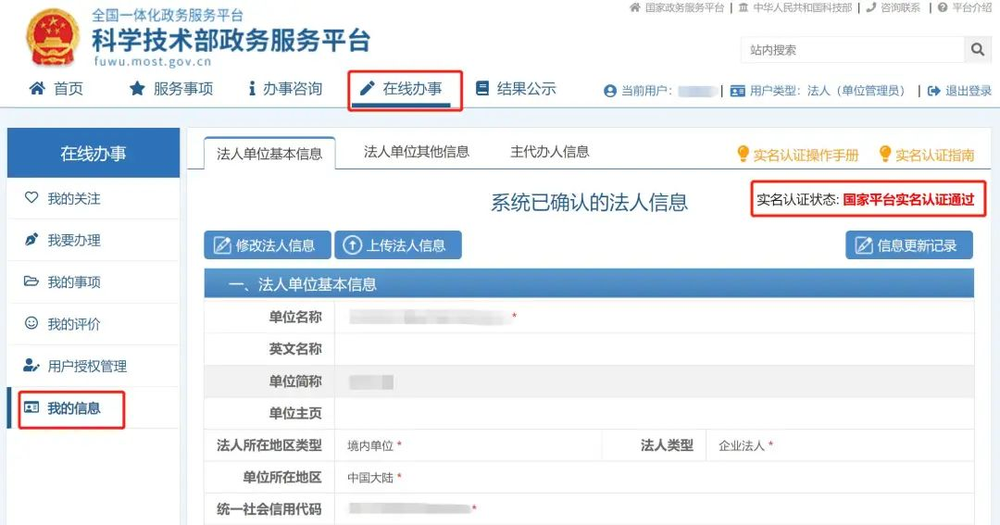 国家政务服务平台 | 中华人民共和国科技部 | 咨询联系 | 平台介绍
全国一体化政务服务平台
科学技术部政务服务平台
fuwu.most.gov.cn
站内搜索
首页 服务事项 办事咨询 在线办事 结果公示
当前用户: | 用户类型: 法人（单位管理员） | 退出登录
在线办事
我的关注
我要办理
我的事项
我的评价
用户授权管理
我的信息
法人单位基本信息 法人单位其他信息 主代办人信息 实名认证操作手册 实名认证指南
系统已确认的法人信息 实名认证状态: 国家平台实名认证通过
修改法人信息 上传法人信息 信息更新记录
一、法人单位基本信息
单位名称 *
英文名称
单位简称
单位主页
法人所在地区类型 境内单位 * 法人类型 企业法人 *
单位所在地区 中国大陆 *
统一社会信用代码 *